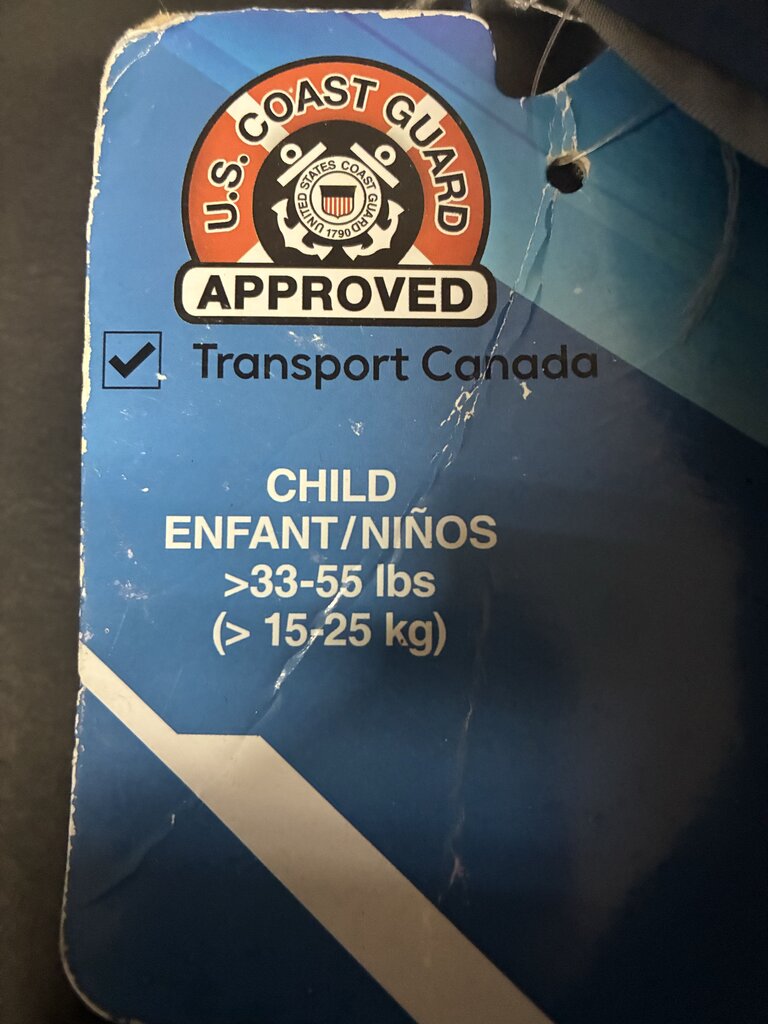 U.S. COAST GUARD
UNITED STATES COAST GUARD
1790
APPROVED
Transport Canada
CHILD
ENFANT/NIÑOS
>33-55 lbs
(> 15-25 kg)